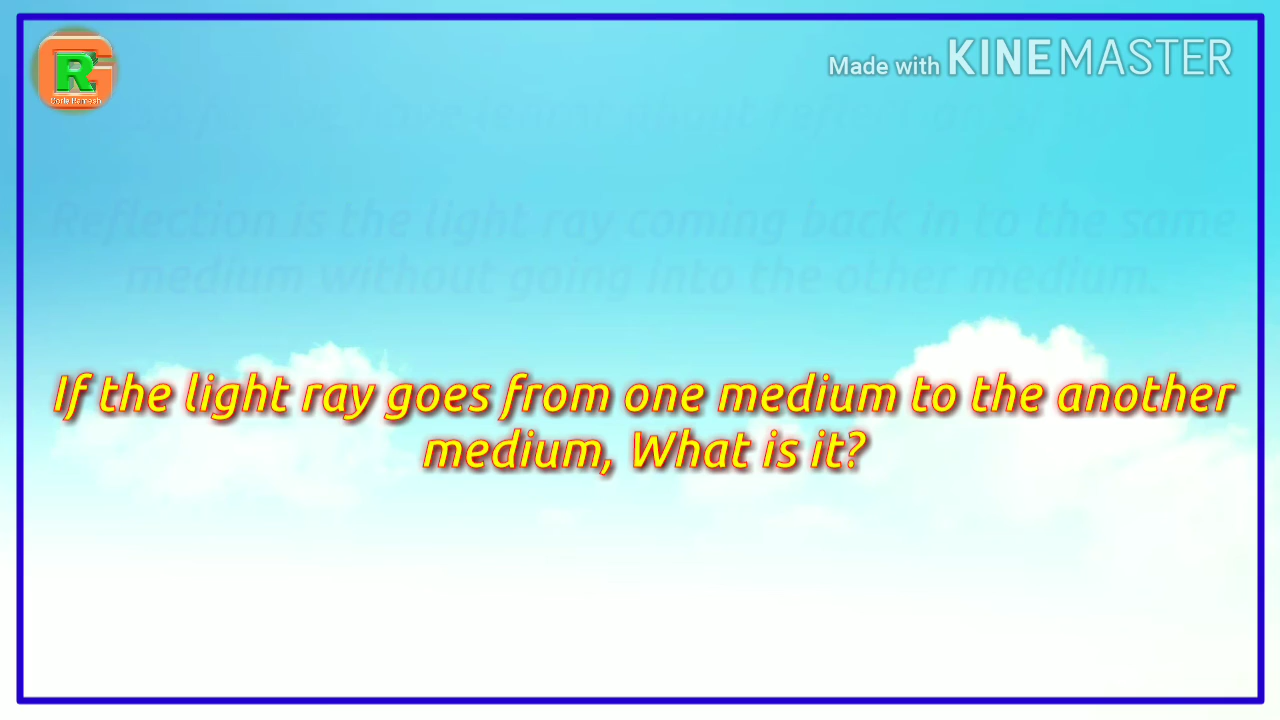 Made with KINEMASTER
Reflection is the light ray coming back in to the same
medium without going into the other medium.
If the light ray goes from one medium to the another
medium, What is it?